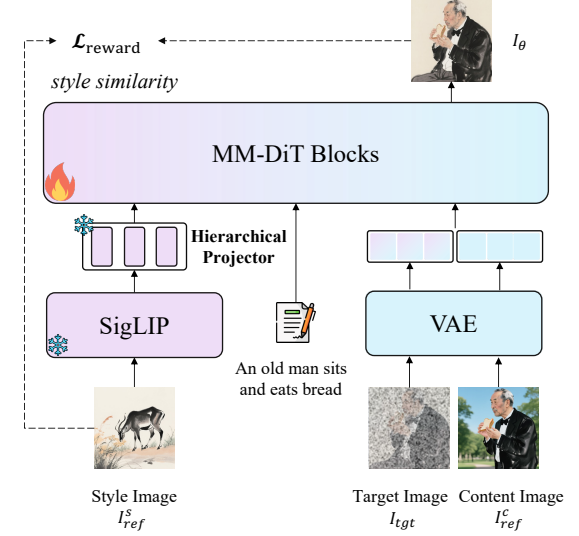 𝓛reward
I_θ
style similarity
MM-DiT Blocks
Hierarchical
Projector
SigLIP
VAE
An old man sits
and eats bread
Style Image
I^s_ref
Target Image
I_tgt
Content Image
I^c_ref